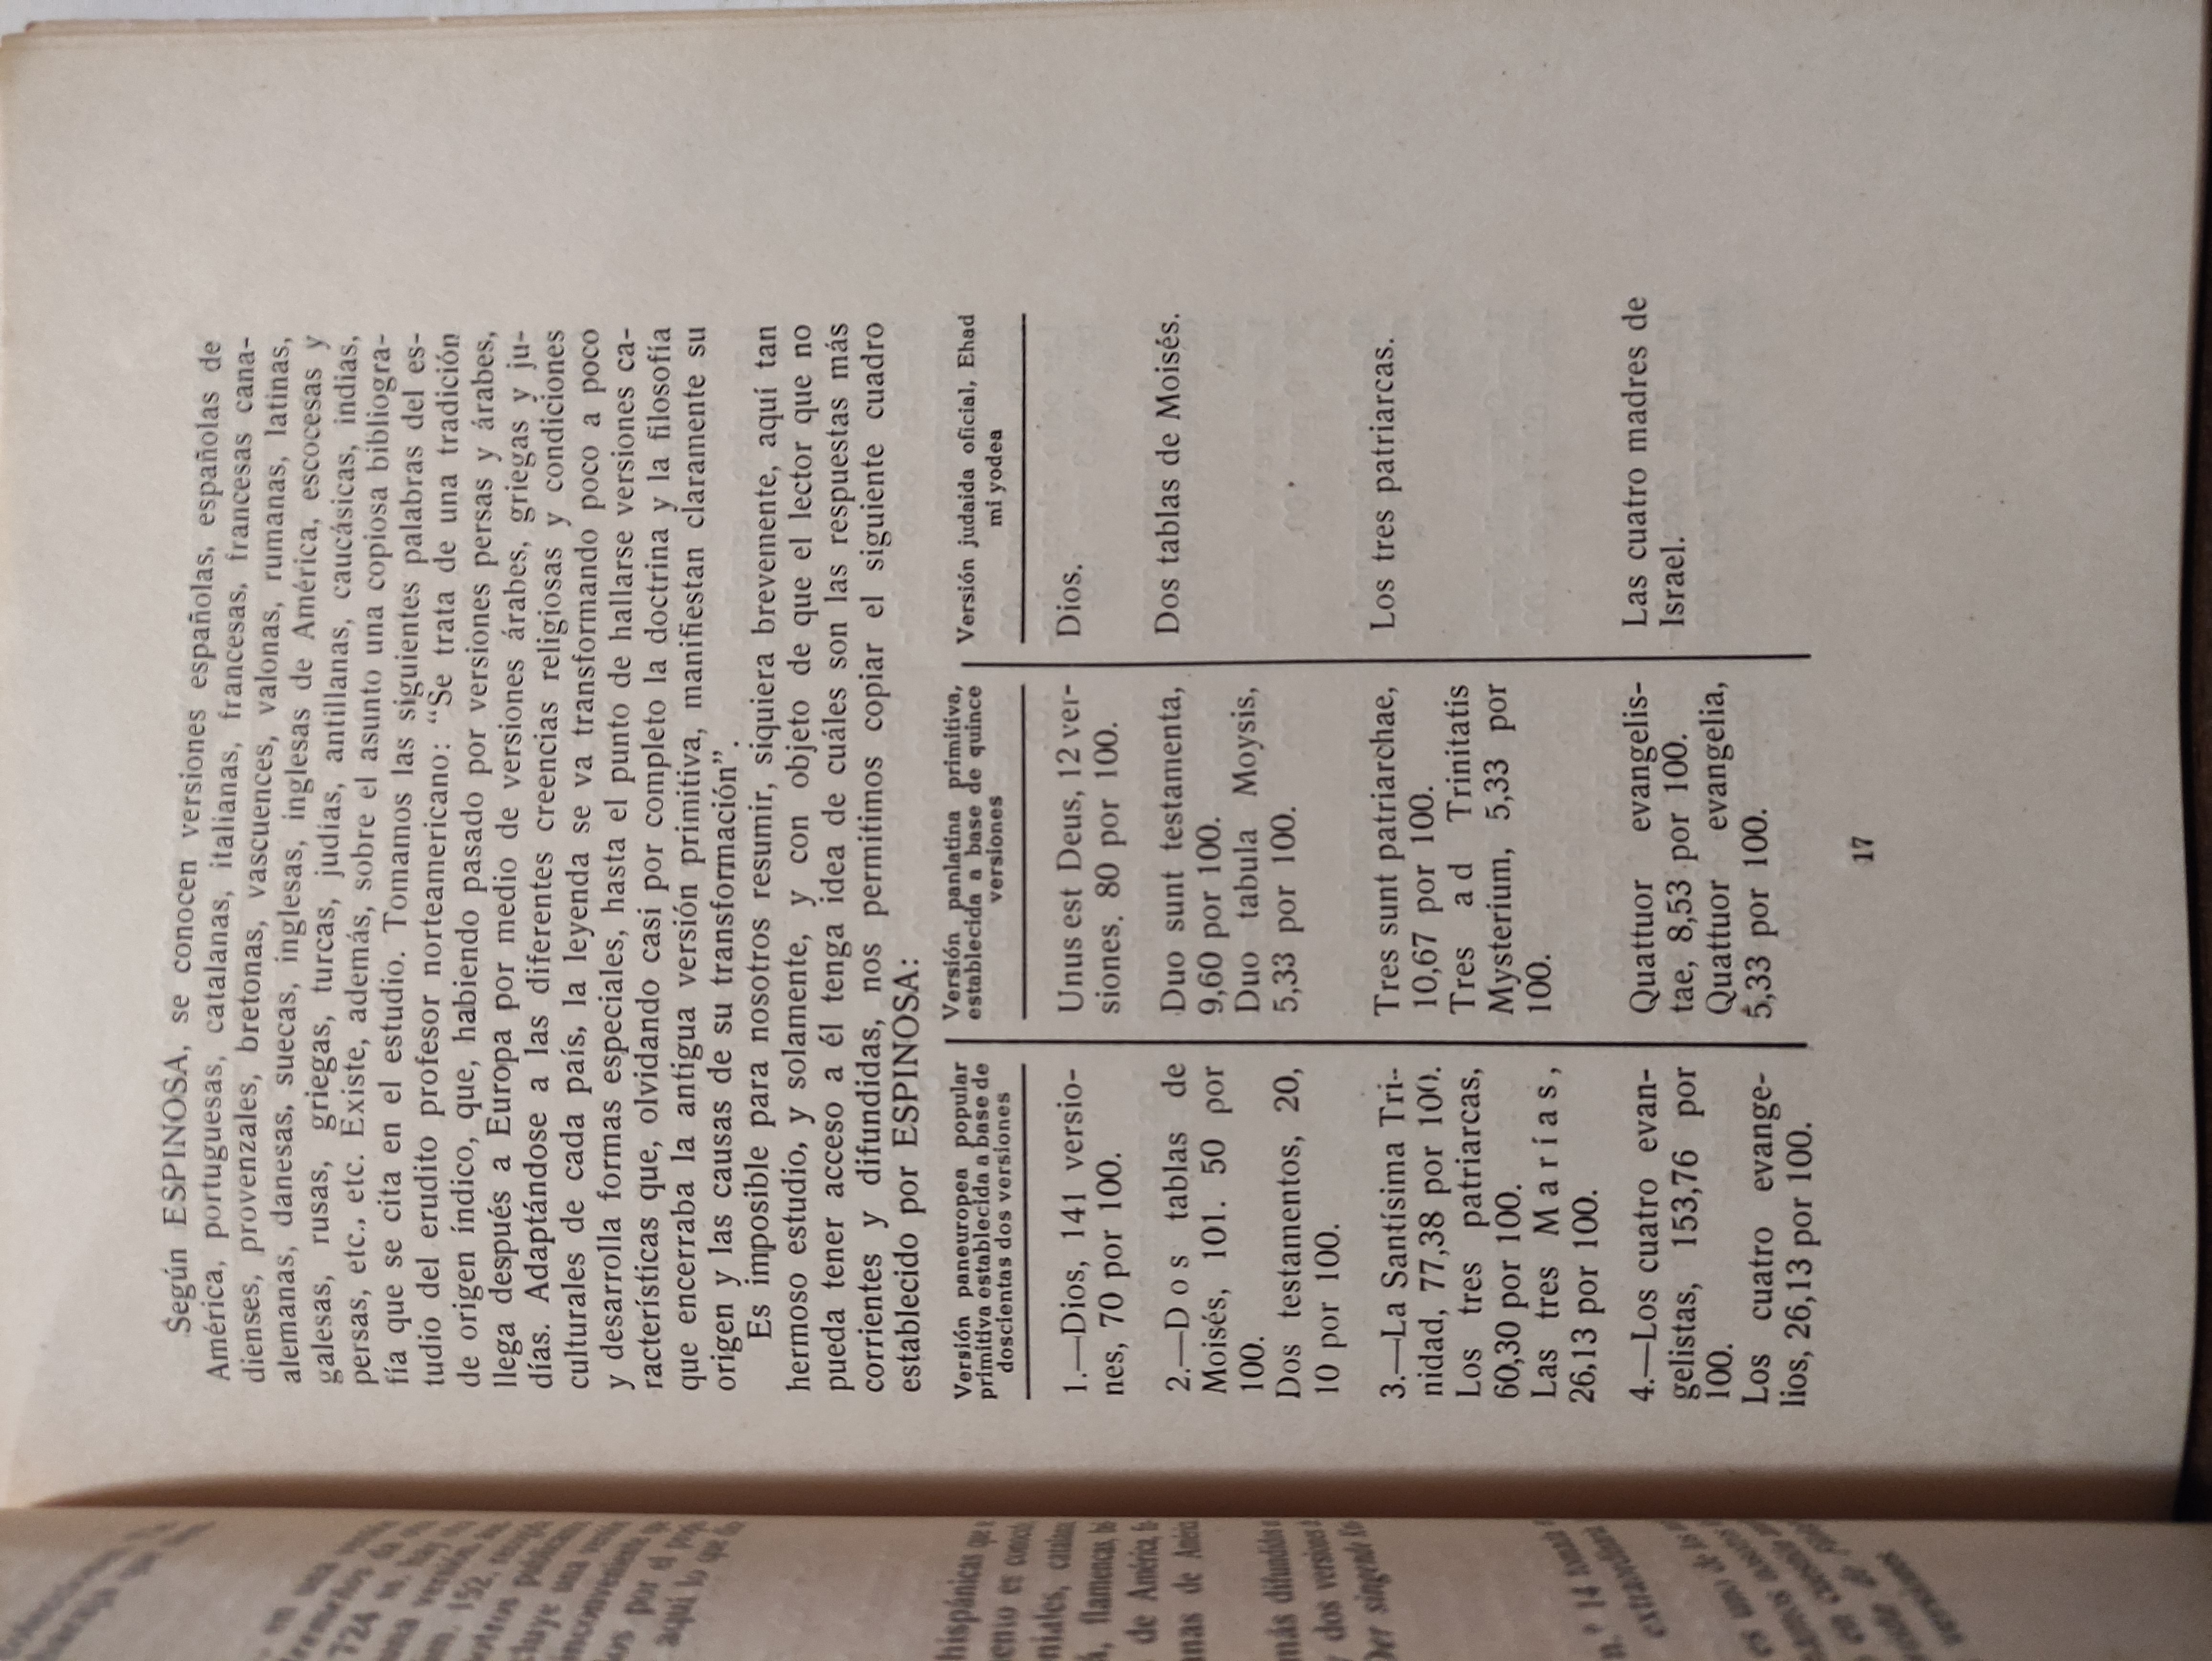 Según ESPINOSA, se conocen versiones españolas, españolas de
América, portuguesas, catalanas, italianas, francesas, francesas cana-
dienses, provenzales, bretonas, vascuences, valonas, rumanas, latinas,
alemanas, danesas, suecas, inglesas, inglesas de América, escocesas y
galesas, rusas, griegas, turcas, judías, antillanas, caucásicas, indias,
persas, etc., etc. Existe, además, sobre el asunto una copiosa bibliogra-
fía que se cita en el estudio. Tomamos las siguientes palabras del es-
tudio del erudito profesor norteamericano: “Se trata de una tradición
de origen índico, que, habiendo pasado por versiones persas y árabes,
llega después a Europa por medio de versiones árabes, griegas y ju-
días. Adaptándose a las diferentes creencias religiosas y condiciones
culturales de cada país, la leyenda se va transformando poco a poco
y desarrolla formas especiales, hasta el punto de hallarse versiones ca-
racterísticas que, olvidando casi por completo la doctrina y la filosofía
que encerraba la antigua versión primitiva, manifiestan claramente su
origen y las causas de su transformación”.
Es imposible para nosotros resumir, siquiera brevemente, aquí tan
hermoso estudio, y solamente, y con objeto de que el lector que no
pueda tener acceso a él tenga idea de cuáles son las respuestas más
corrientes y difundidas, nos permitimos copiar el siguiente cuadro
establecido por ESPINOSA:
Versión paneuropea popular
primitiva establecida a base de
doscientas dos versiones
1.—Dios, 141 versio-
nes, 70 por 100.
2.—Dos tablas de
Moisés, 101. 50 por
100.
Dos testamentos, 20,
10 por 100.
3.—La Santísima Tri-
nidad, 77,38 por 100.
Los tres patriarcas,
60,30 por 100.
Las tres Marías,
26,13 por 100.
4.—Los cuatro evan-
gelistas, 153,76 por
100.
Los cuatro evange-
lios, 26,13 por 100.
Versión panlatina primitiva,
establecida a base de quince
versiones
Unus est Deus, 12 ver-
siones. 80 por 100.
Duo sunt testamenta,
9,60 por 100.
Duo tabula Moysis,
5,33 por 100.
Tres sunt patriarchae,
10,67 por 100.
Tres ad Trinitatis
Mysterium, 5,33 por
100.
Quattuor evangelis-
tae, 8,53 por 100.
Quattuor evangelia,
5,33 por 100.
Versión judaida oficial, Ehad
mi yodea
Dios.
Dos tablas de Moisés.
Los tres patriarcas.
Las cuatro madres de
Israel.
17